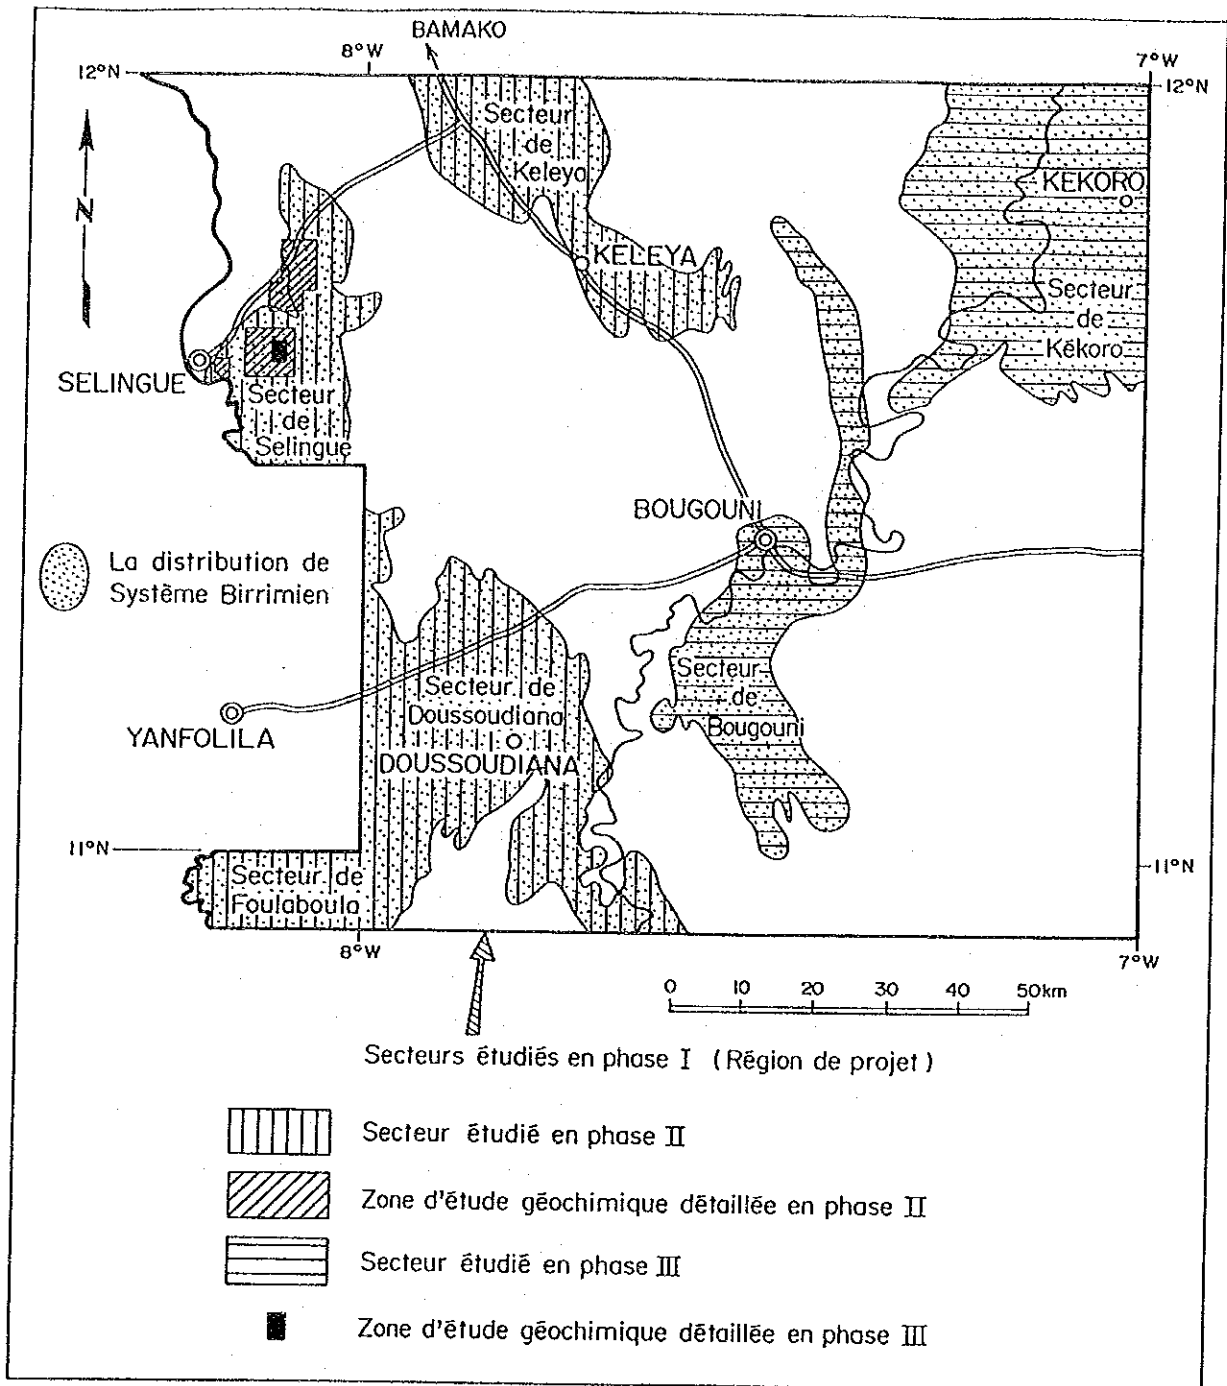 BAMAKO
8°W
7°W
12°N
12°N
N
Secteur
de
Keleyo
KEKORO
KELEYA
Secteur
de
Kékoro
SELINGUE
Secteur
de
Selingue
BOUGOUNI
La distribution de
Système Birrimien
Secteur
de
Bougouni
Secteur de
Doussoudiana
DOUSSOUDIANA
YANFOLILA
11°N
11°N
Secteur de
Foulaboula
8°W
7°W
0 10 20 30 40 50km
Secteurs étudiés en phase I (Région de projet)
Secteur étudié en phase II
Zone d'étude géochimique détaillée en phase II
Secteur étudié en phase III
Zone d'étude géochimique détaillée en phase III